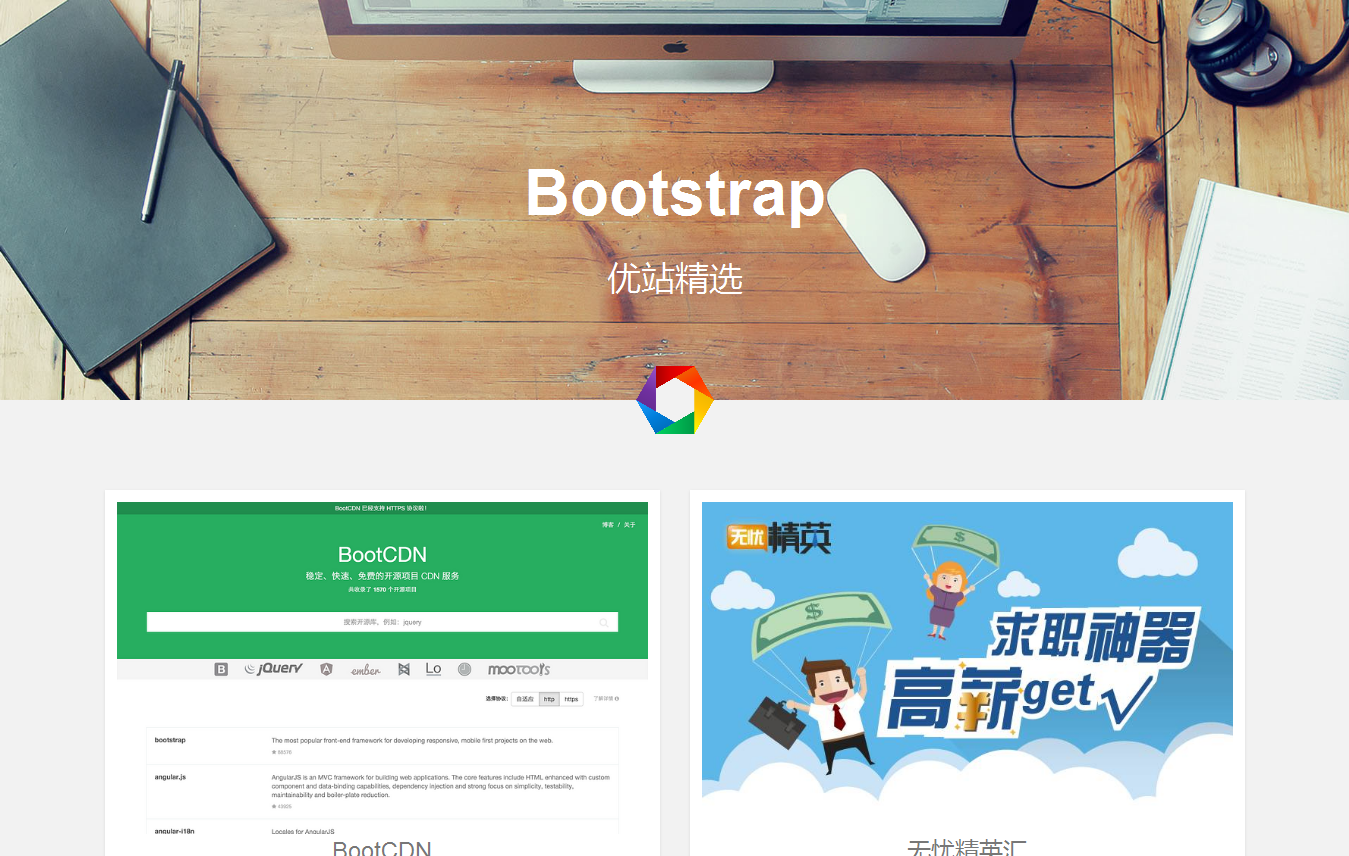 Bootstrap
优站精选
BootCDN 已经支持 HTTPS 协议啦!
博客 / 关于
BootCDN
稳定、快速、免费的开源项目 CDN 服务
共收录了 1670 个开源项目
搜索开源库，例如：jquery
B jQuery A ember Lo mootools
选择协议： 自适应 http https 了解详情
bootstrap The most popular front-end framework for developing responsive, mobile first projects on the web.
angular.js AngularJS is an MVC framework for building web applications. The core features include HTML enhanced with custom
component and data-binding capabilities, dependency injection and strong focus on simplicity, testability,
maintainability and boiler-plate reduction.
angular-i18n Locales for AngularJS
BootCDN
无忧精英
求职神器
高薪get
无忧精英汇